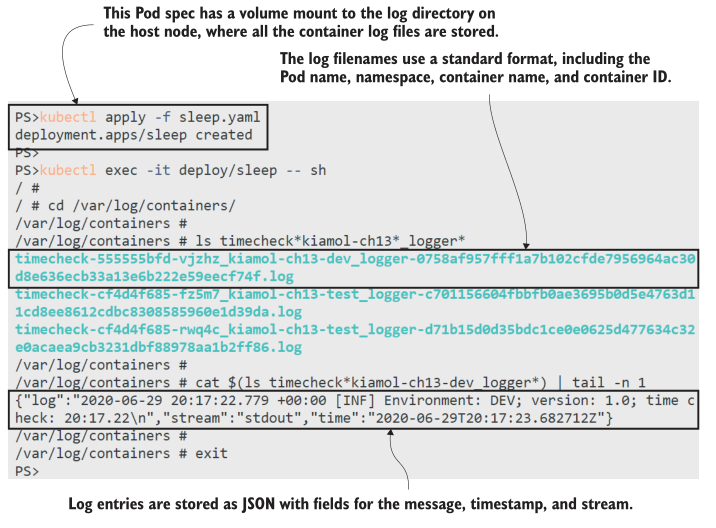 This Pod spec has a volume mount to the log directory on
the host node, where all the container log files are stored.
The log filenames use a standard format, including the
Pod name, namespace, container name, and container ID.
PS>kubectl apply -f sleep.yaml
deployment.apps/sleep created
PS>
PS>kubectl exec -it deploy/sleep -- sh
/ #
/ # cd /var/log/containers/
/var/log/containers #
/var/log/containers # ls timecheck*kiamol-ch13*_logger*
timecheck-555555bfd-vjzhz_kiamol-ch13-dev_logger-0758af957fff1a7b102cfde7956964ac30
d8e636ecb33a13e6b222e59eecf74f.log
timecheck-cf4d4f685-fz5m7_kiamol-ch13-test_logger-c701156604fbbfb0ae3695b0d5e4763d1
1cd8ee8612cdbc8308585960e1d39da.log
timecheck-cf4d4f685-rwq4c_kiamol-ch13-test_logger-d71b15d0d35bdc1ce0e0625d477634c32
e0acaea9cb3231dbf88978aa1b2ff86.log
/var/log/containers #
/var/log/containers # cat $(ls timecheck*kiamol-ch13-dev_logger*) | tail -n 1
{"log":"2020-06-29 20:17:22.779 +00:00 [INF] Environment: DEV; version: 1.0; time c
heck: 20:17.22\n","stream":"stdout","time":"2020-06-29T20:17:23.682712Z"}
/var/log/containers #
/var/log/containers # exit
PS>
Log entries are stored as JSON with fields for the message, timestamp, and stream.